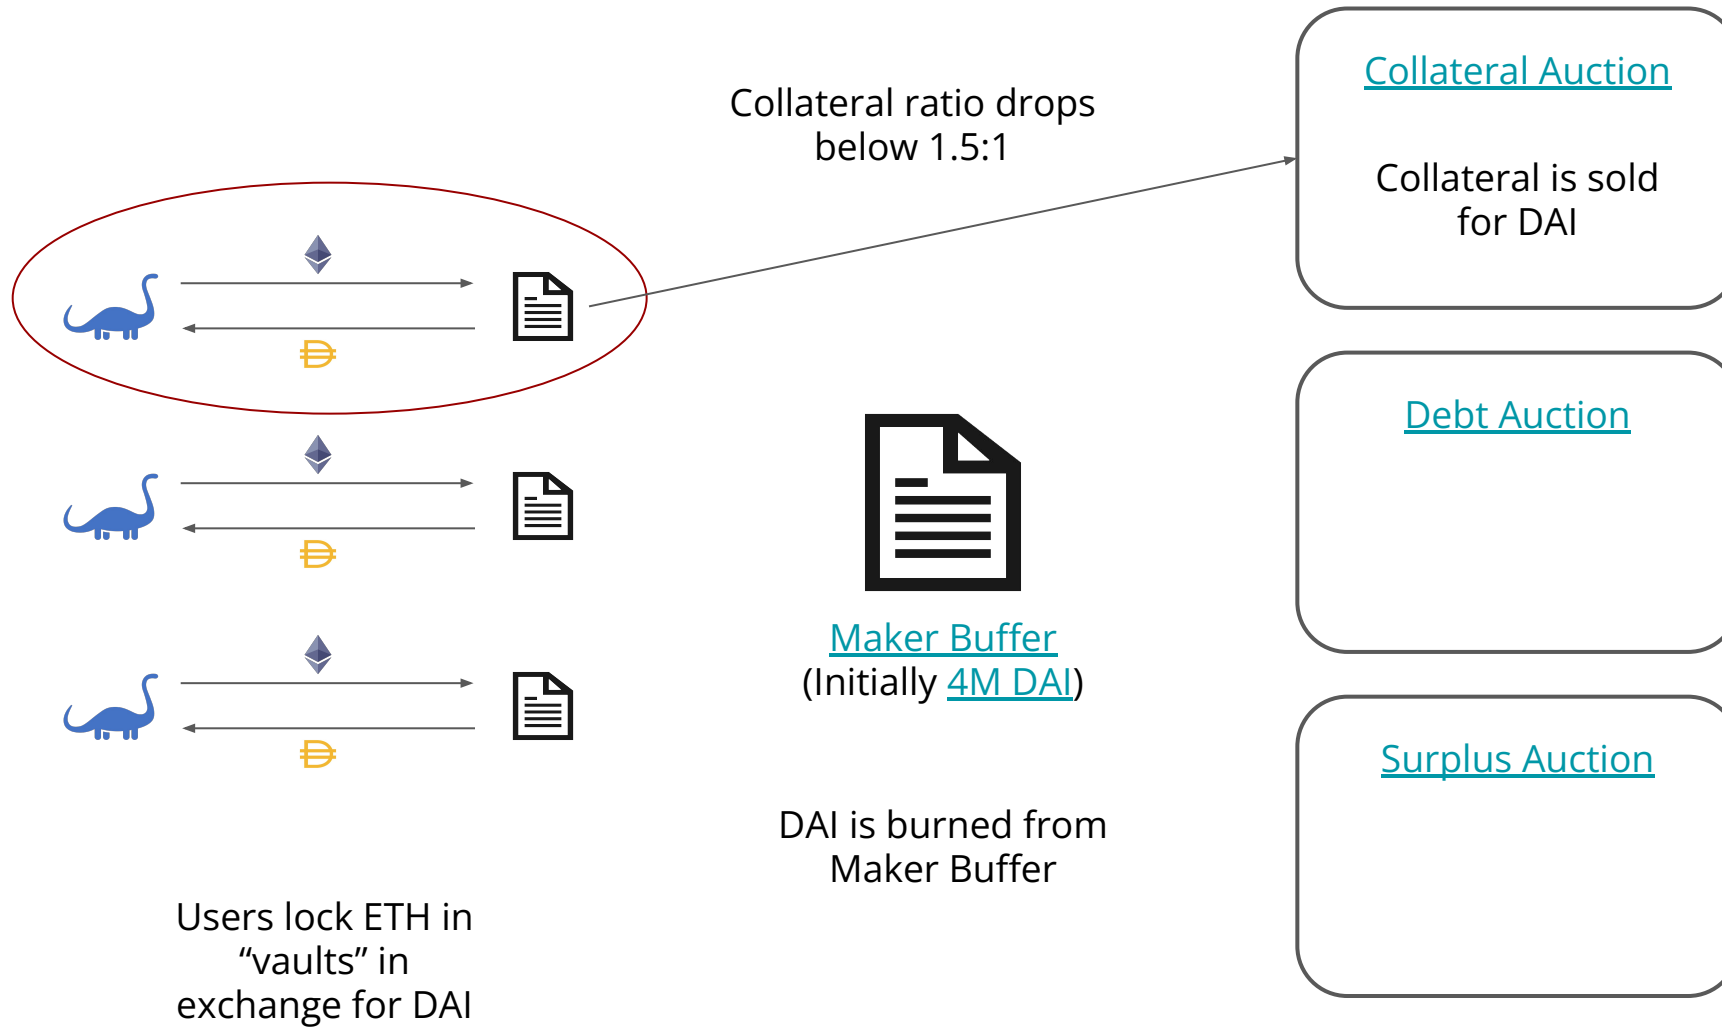 Collateral ratio drops
below 1.5:1
Collateral Auction
Collateral is sold
for DAI
Debt Auction
Maker Buffer
(Initially 4M DAI)
Surplus Auction
DAI is burned from
Maker Buffer
Users lock ETH in
“vaults” in
exchange for DAI